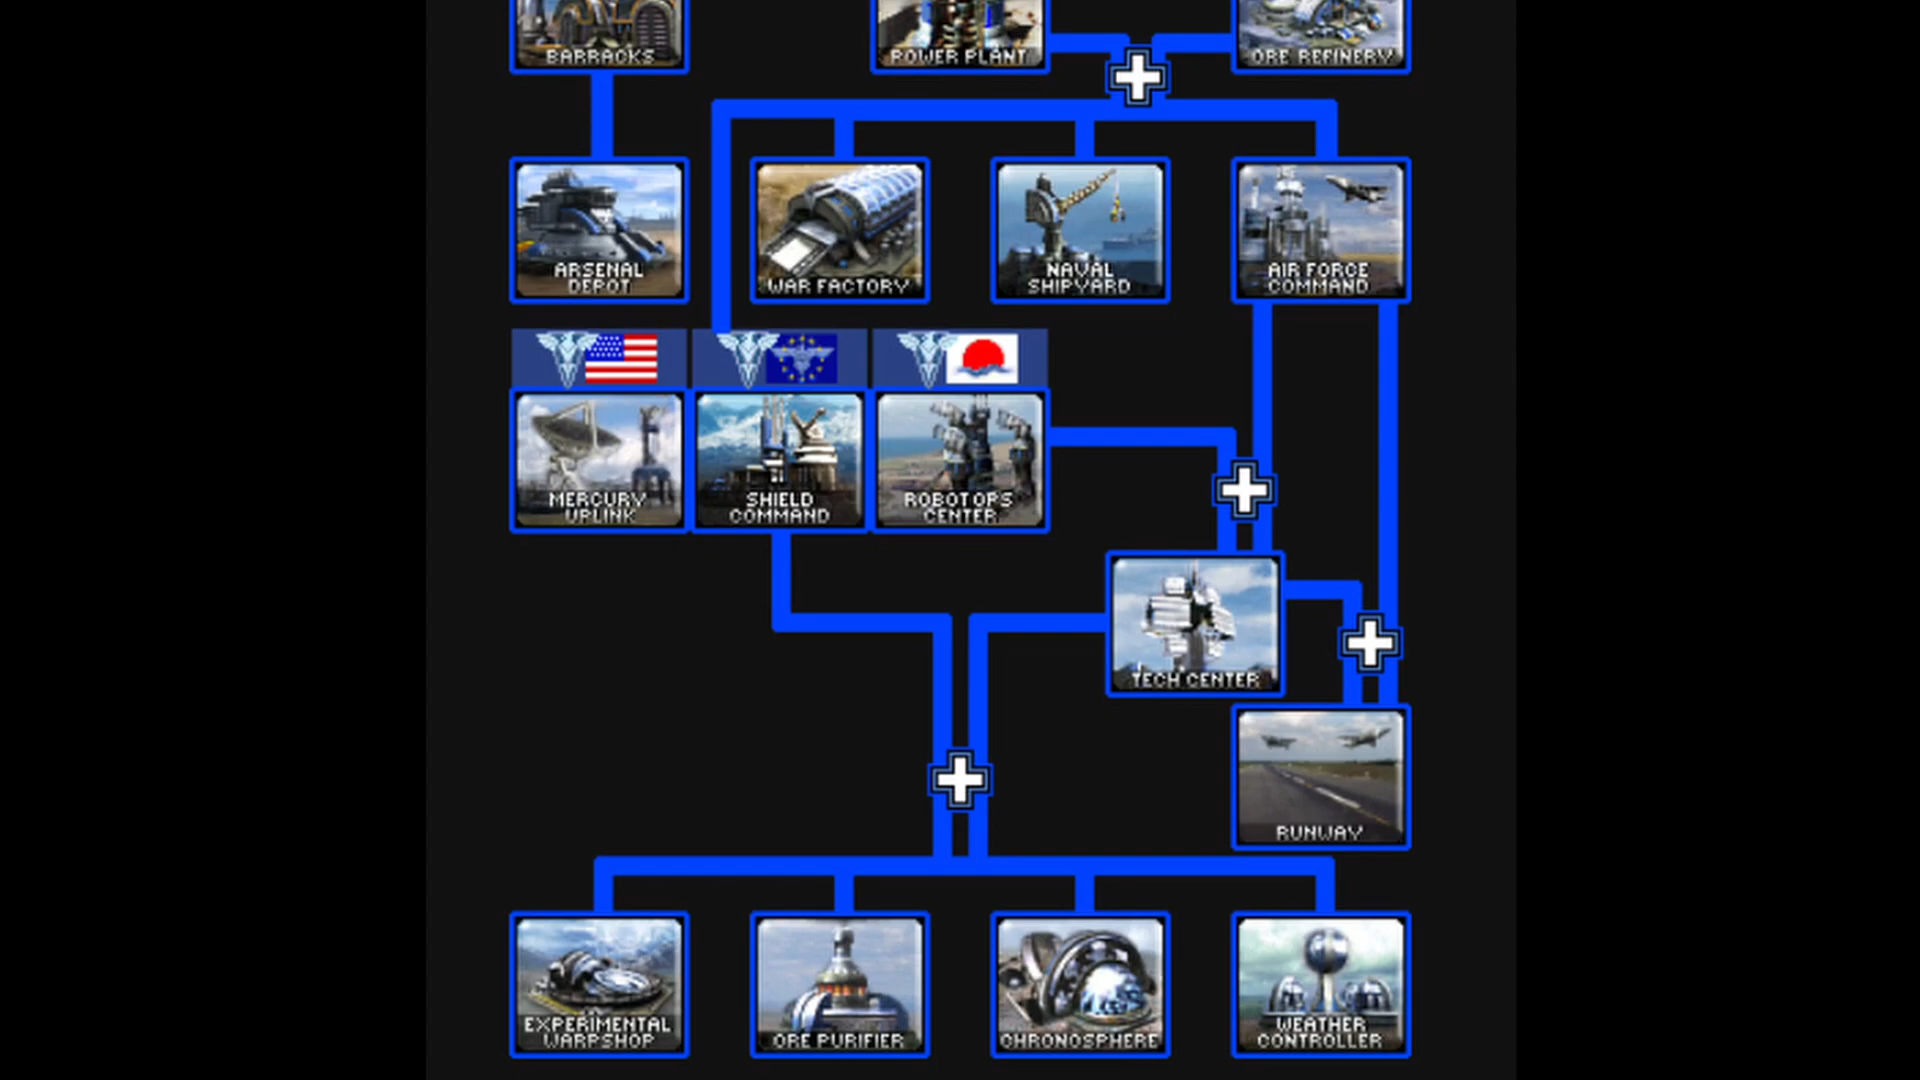 BARRACKS
POWER PLANT
ORE REFINERY
ARSENAL
DEPOT
WAR FACTORY
NAVAL
SHIPYARD
AIR FORCE
COMMAND
MERCURY
UPLINK
SHIELD
COMMAND
ROBOT OPS
CENTER
TECH CENTER
RUNWAY
EXPERIMENTAL
WARPSHOP
ORE PURIFIER
CHRONOSPHERE
WEATHER
CONTROLLER